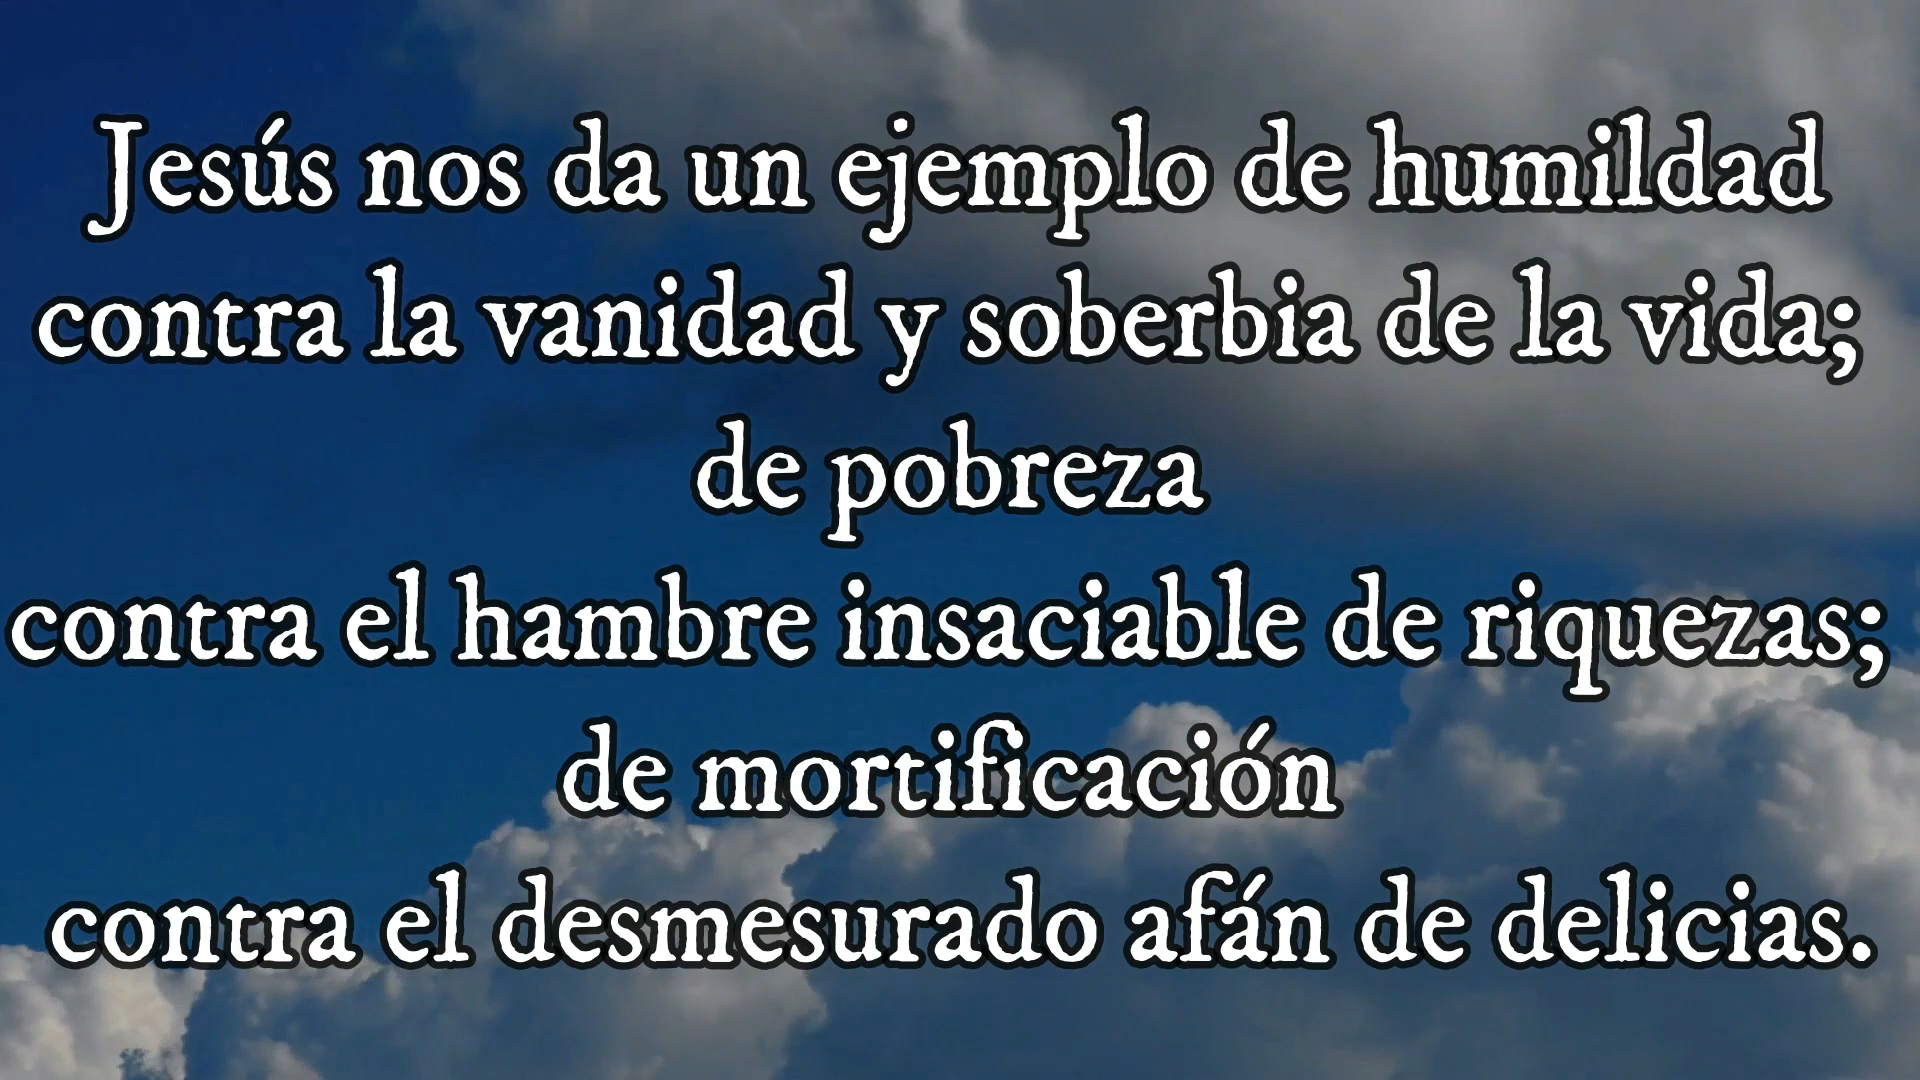 Jesús nos da un ejemplo de humildad
contra la vanidad y soberbia de la vida;
de pobreza
contra el hambre insaciable de riquezas;
de mortificación
contra el desmesurado afán de delicias.